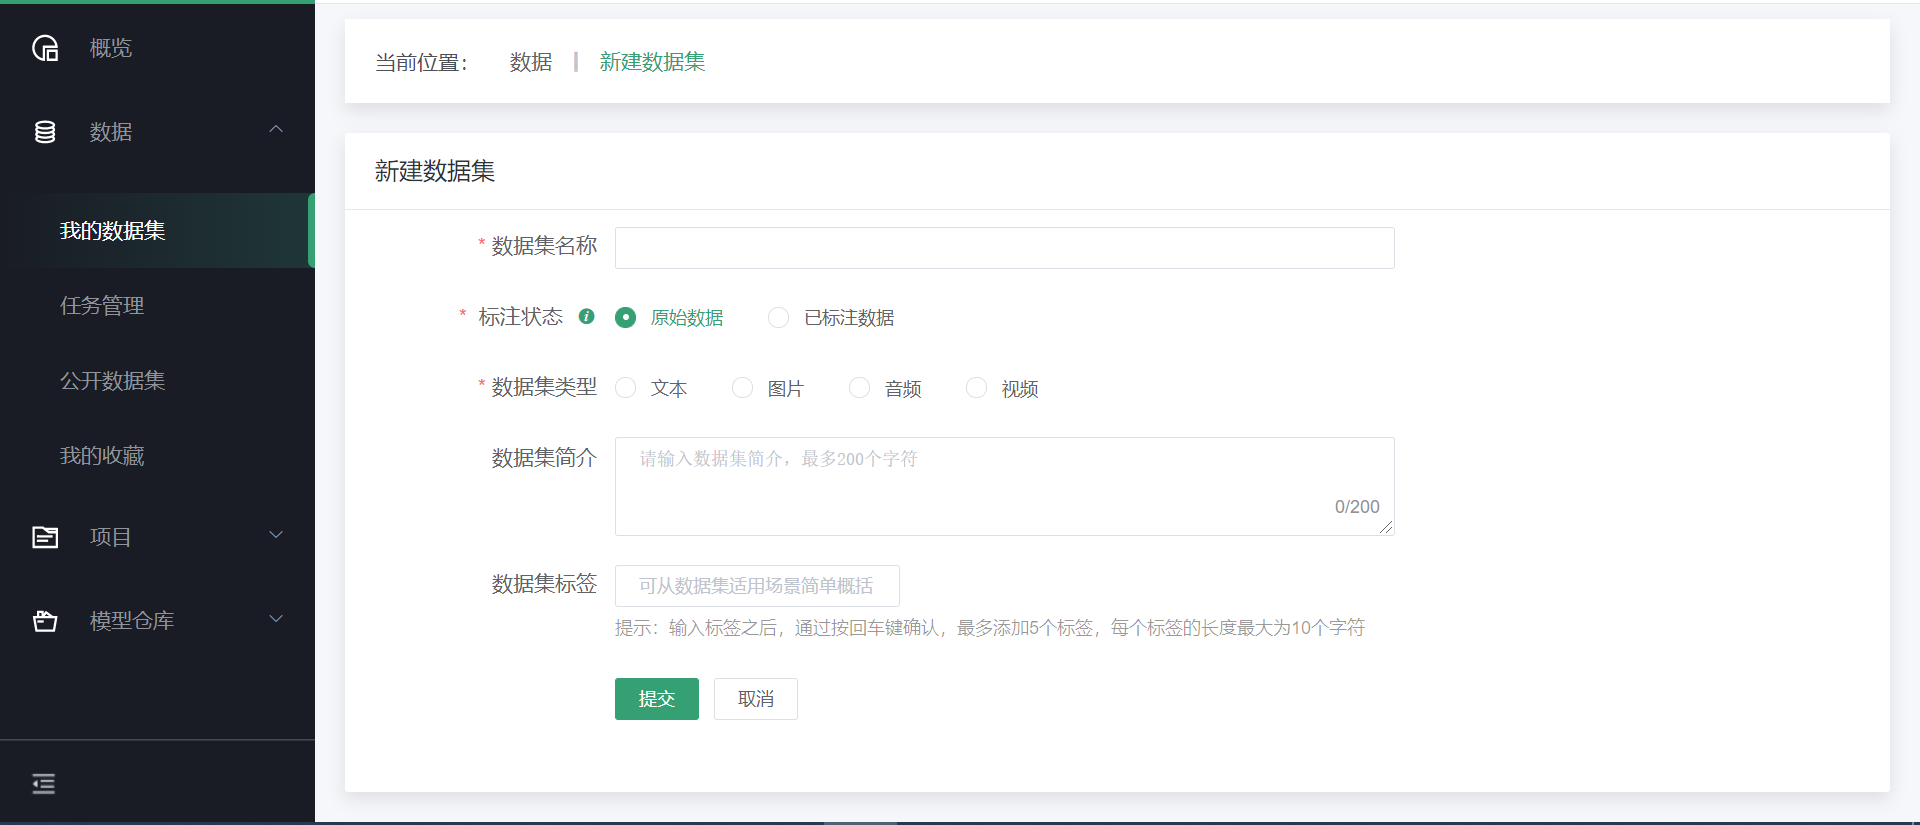 概览
数据
我的数据集
任务管理
公开数据集
我的收藏
项目
模型仓库
当前位置： 数据 | 新建数据集
新建数据集
* 数据集名称
* 标注状态 原始数据 已标注数据
* 数据集类型 文本 图片 音频 视频
数据集简介 请输入数据集简介，最多200个字符
0/200
数据集标签 可从数据集适用场景简单概括
提示：输入标签之后，通过按回车键确认，最多添加5个标签，每个标签的长度最大为10个字符
提交 取消